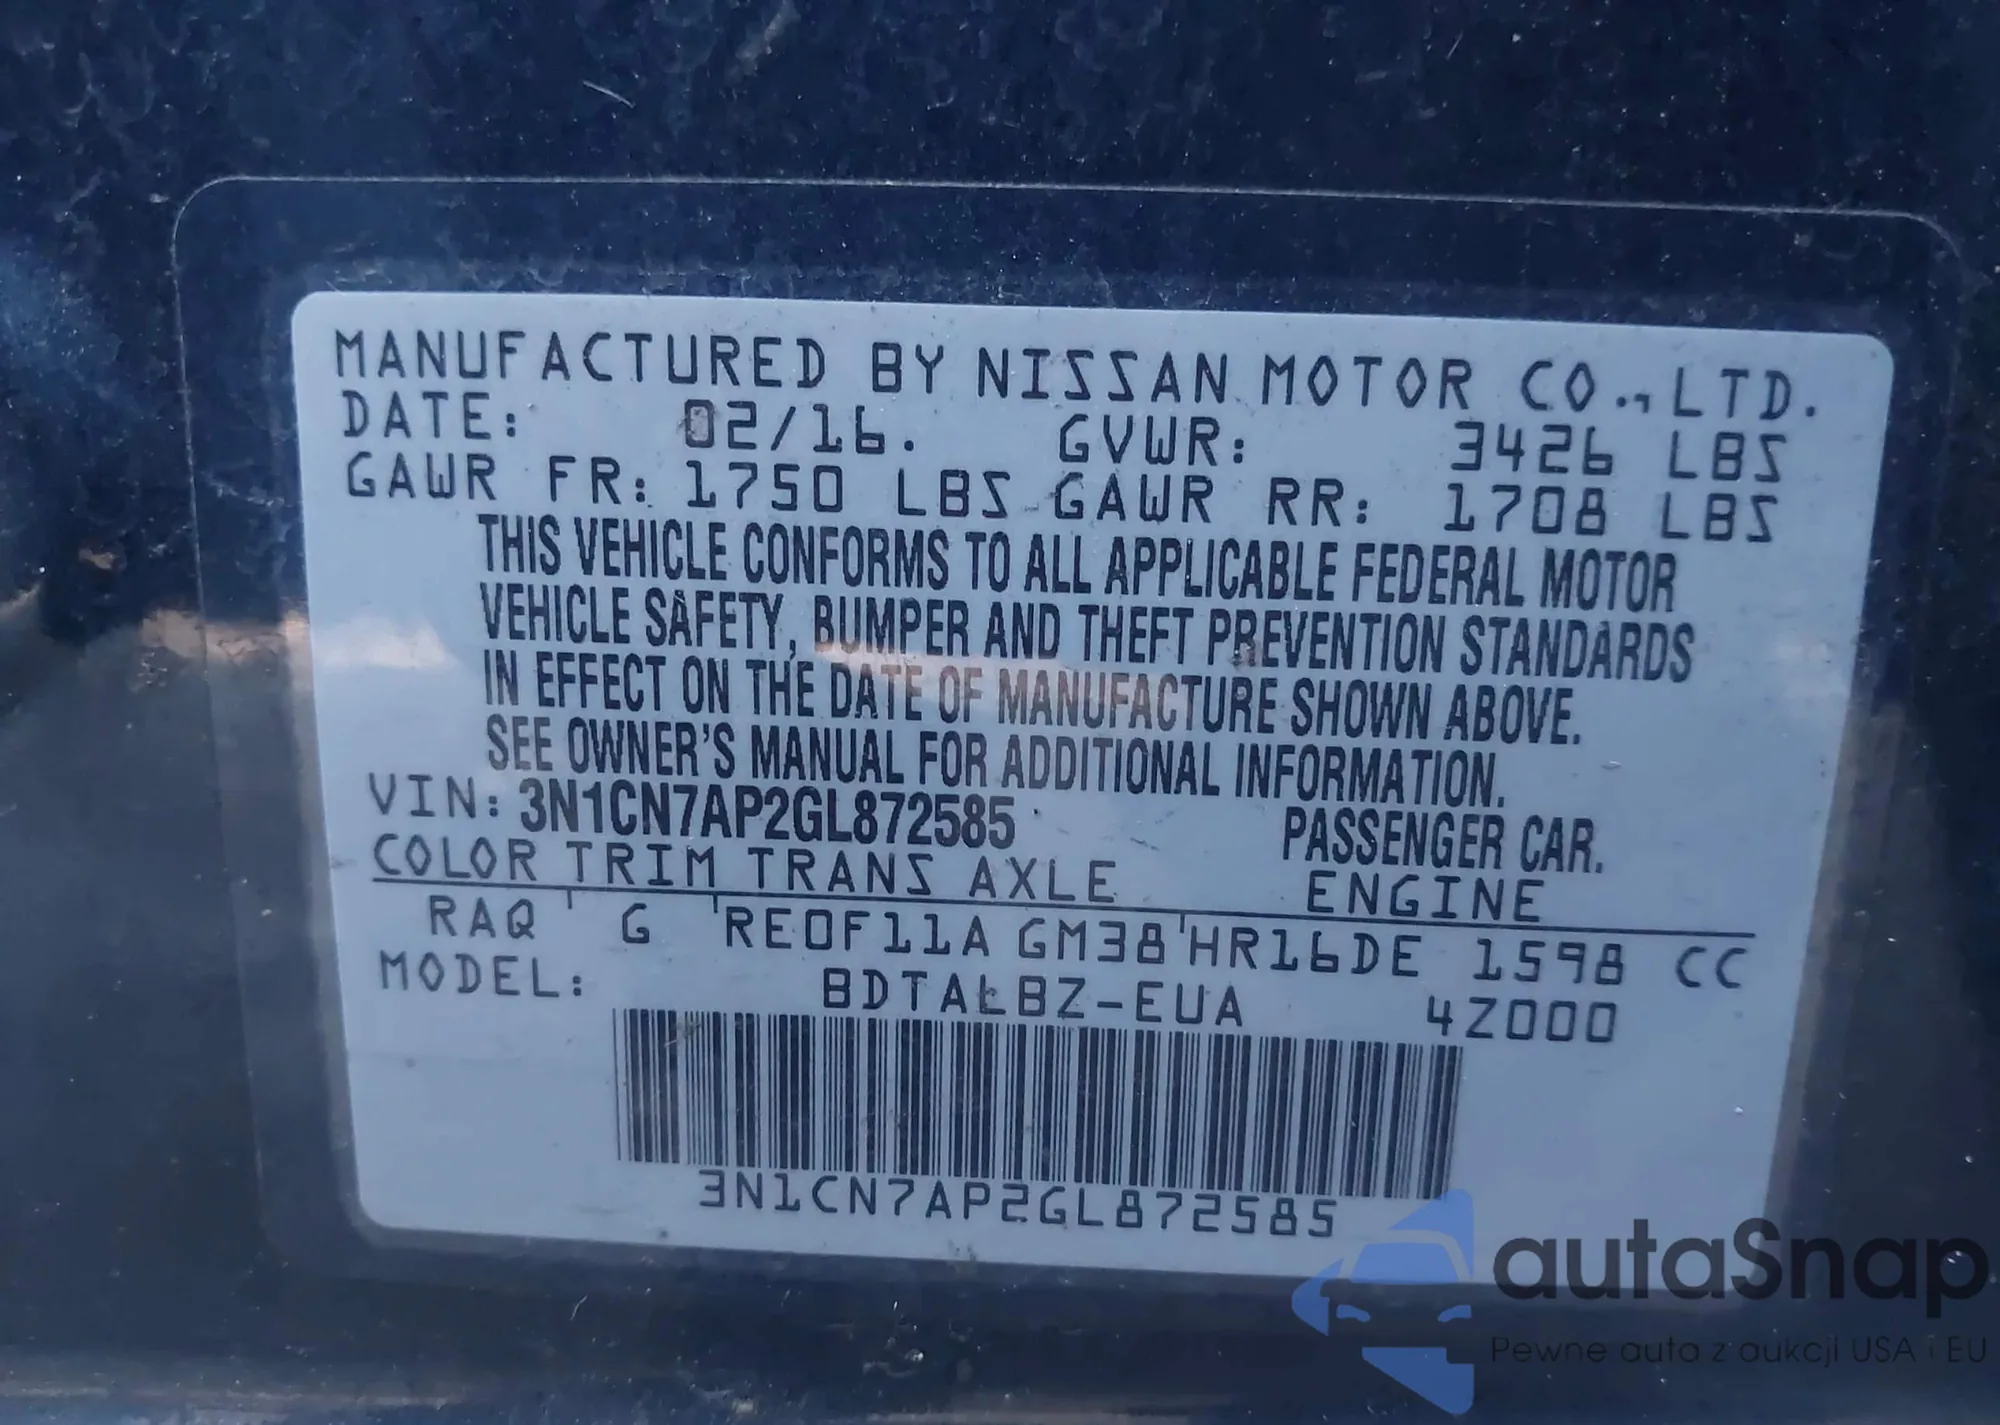 MANUFACTURED BY NISSAN MOTOR CO., LTD.
DATE: 02/16. GVWR: 3426 LBS
GAWR FR: 1750 LBS GAWR RR: 1708 LBS
THIS VEHICLE CONFORMS TO ALL APPLICABLE FEDERAL MOTOR
VEHICLE SAFETY, BUMPER AND THEFT PREVENTION STANDARDS
IN EFFECT ON THE DATE OF MANUFACTURE SHOWN ABOVE.
SEE OWNER'S MANUAL FOR ADDITIONAL INFORMATION.
VIN: 3N1CN7AP2GL872585 PASSENGER CAR.
COLOR TRIM TRANS AXLE ENGINE
RAQ G RE0F11A GM38 HR16DE 1598 CC
MODEL: BDTALBZ-EUA 4Z000
3N1CN7AP2GL872585
autaSnap
Pewne auta z aukcji USA i EU